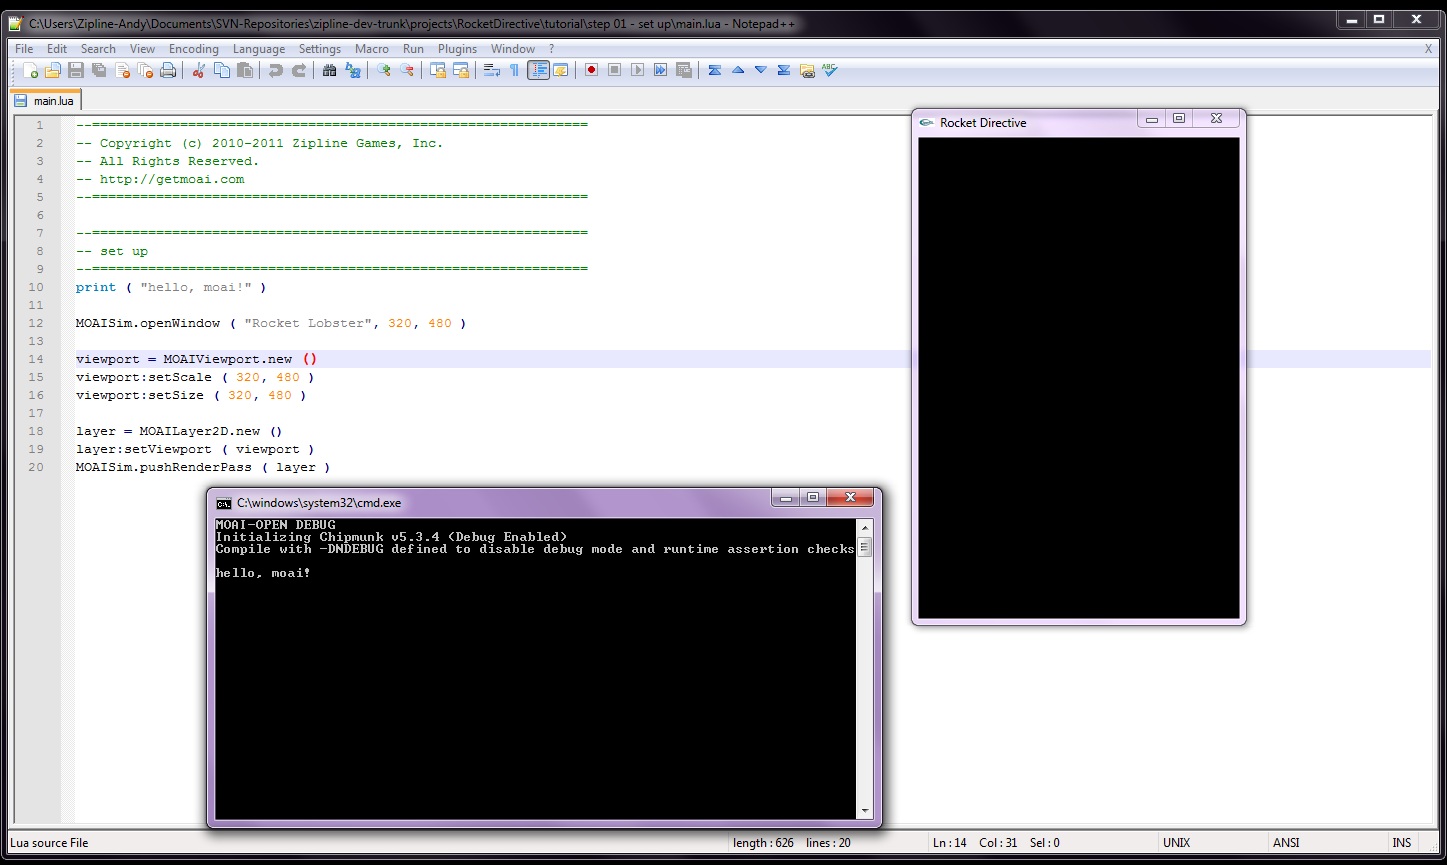 C:\Users\Zipline-Andy\Documents\SVN-Repositories\zipline-dev-trunk\projects\RocketDirective\tutorial\step 01 - set up\main.lua - Notepad++
File Edit Search View Encoding Language Settings Macro Run Plugins Window ? X
main.lua
1 --==============================================================
2 -- Copyright (c) 2010-2011 Zipline Games, Inc.
3 -- All Rights Reserved.
4 -- http://getmoai.com
5 --==============================================================
6
7 --==============================================================
8 -- set up
9 --==============================================================
10 print ( "hello, moai!" )
11
12 MOAISim.openWindow ( "Rocket Lobster", 320, 480 )
13
14 viewport = MOAIViewport.new ()
15 viewport:setScale ( 320, 480 )
16 viewport:setSize ( 320, 480 )
17
18 layer = MOAILayer2D.new ()
19 layer:setViewport ( viewport )
20 MOAISim.pushRenderPass ( layer )
Rocket Directive
C:\windows\system32\cmd.exe
MOAI-OPEN DEBUG
Initializing Chipmunk v5.3.4 (Debug Enabled)
Compile with -DNDEBUG defined to disable debug mode and runtime assertion checks
hello, moai!
Lua source File length : 626 lines : 20 Ln : 14 Col : 31 Sel : 0 UNIX ANSI INS